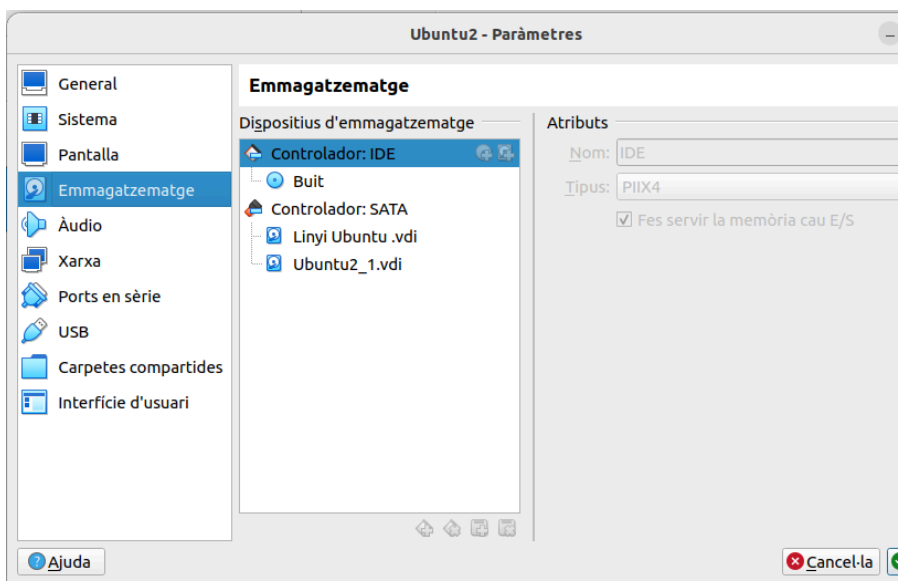 Ubuntu2 - Paràmetres
General
Sistema
Pantalla
Emmagatzematge
Àudio
Xarxa
Ports en sèrie
USB
Carpetes compartides
Interfície d'usuari
Emmagatzematge
Dispositius d'emmagatzematge
Controlador: IDE
Buit
Controlador: SATA
Linyi Ubuntu .vdi
Ubuntu2_1.vdi
Atributs
Nom: IDE
Tipus: PIIX4
Fes servir la memòria cau E/S
Ajuda
Cancel·la